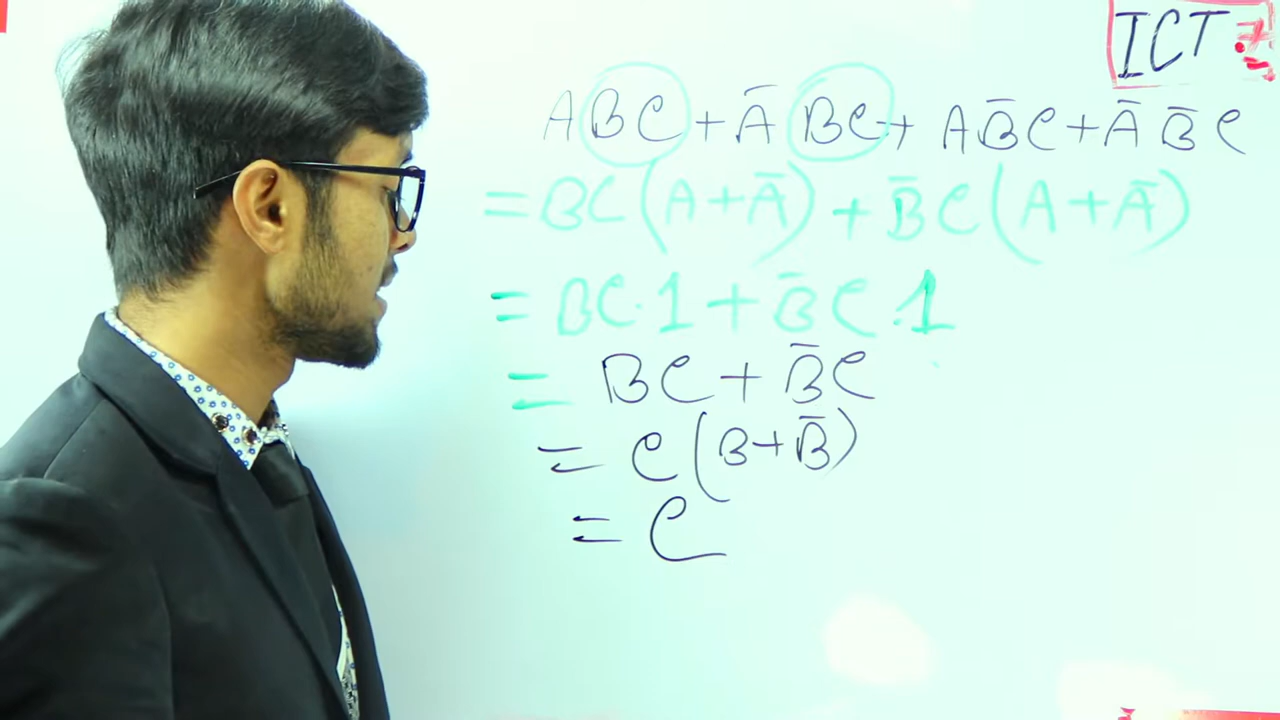 ICT
ABC + ĀBC + AB̄C + ĀB̄C
= BC(A + Ā) + B̄C(A + Ā)
= BC.1 + B̄C.1
= BC + B̄C
= C(B + B̄)
= C